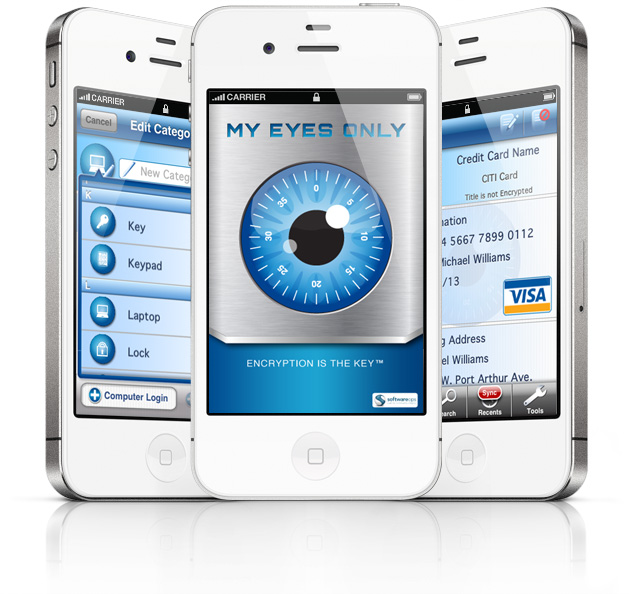 CARRIER
Cancel
Edit Catego
New Categ
K
Key
Keypad
L
Laptop
Lock
Computer Login
CARRIER
MY EYES ONLY
0
5
10
15
20
25
30
35
ENCRYPTION IS THE KEY™
softwareops
Credit Card Name
CITI Card
Title is not Encrypted
mation
4 5667 7899 0112
Michael Williams
/13
VISA
g Address
el Williams
W. Port Arthur Ave.
earch
Sync
Recents
Tools